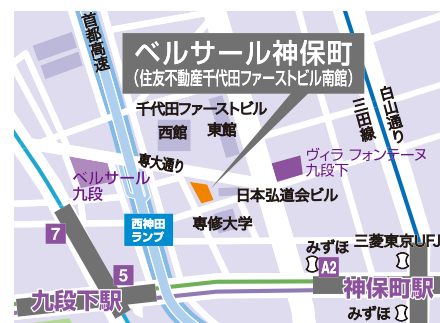 首都高速
ベルサール神保町
(住友不動産千代田ファーストビル南館)
白山通り
三田線
千代田ファーストビル
西館
東館
専大通り
ヴィラ フォンテーヌ
九段下
ベルサール
九段
日本弘道会ビル
西神田
ランプ
専修大学
7
みずほ
三菱東京UFJ
5
A2
九段下駅
神保町駅
みずほ